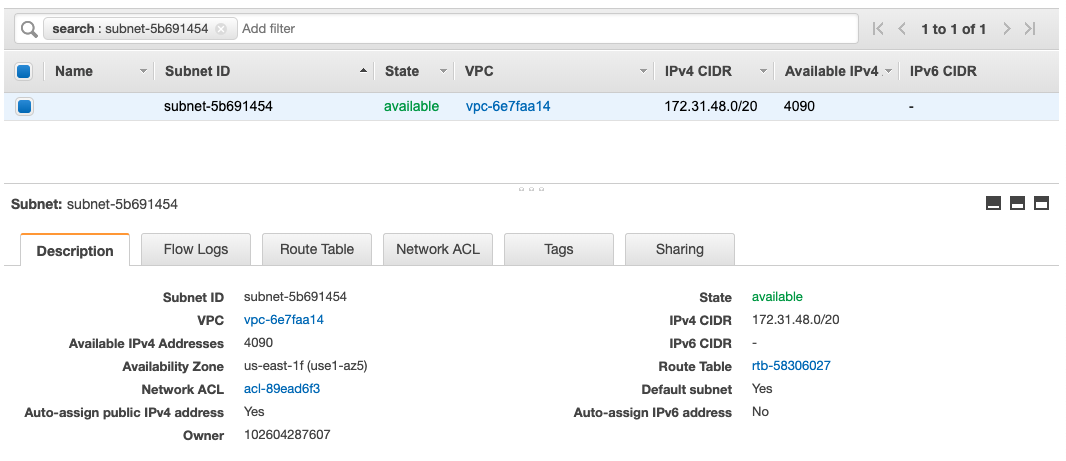 search : subnet-5b691454 Add filter 1 to 1 of 1
Name Subnet ID State VPC IPv4 CIDR Available IPv4 IPv6 CIDR
subnet-5b691454 available vpc-6e7faa14 172.31.48.0/20 4090 -
Subnet: subnet-5b691454
Description Flow Logs Route Table Network ACL Tags Sharing
Subnet ID subnet-5b691454 State available
VPC vpc-6e7faa14 IPv4 CIDR 172.31.48.0/20
Available IPv4 Addresses 4090 IPv6 CIDR -
Availability Zone us-east-1f (use1-az5) Route Table rtb-58306027
Network ACL acl-89ead6f3 Default subnet Yes
Auto-assign public IPv4 address Yes Auto-assign IPv6 address No
Owner 102604287607